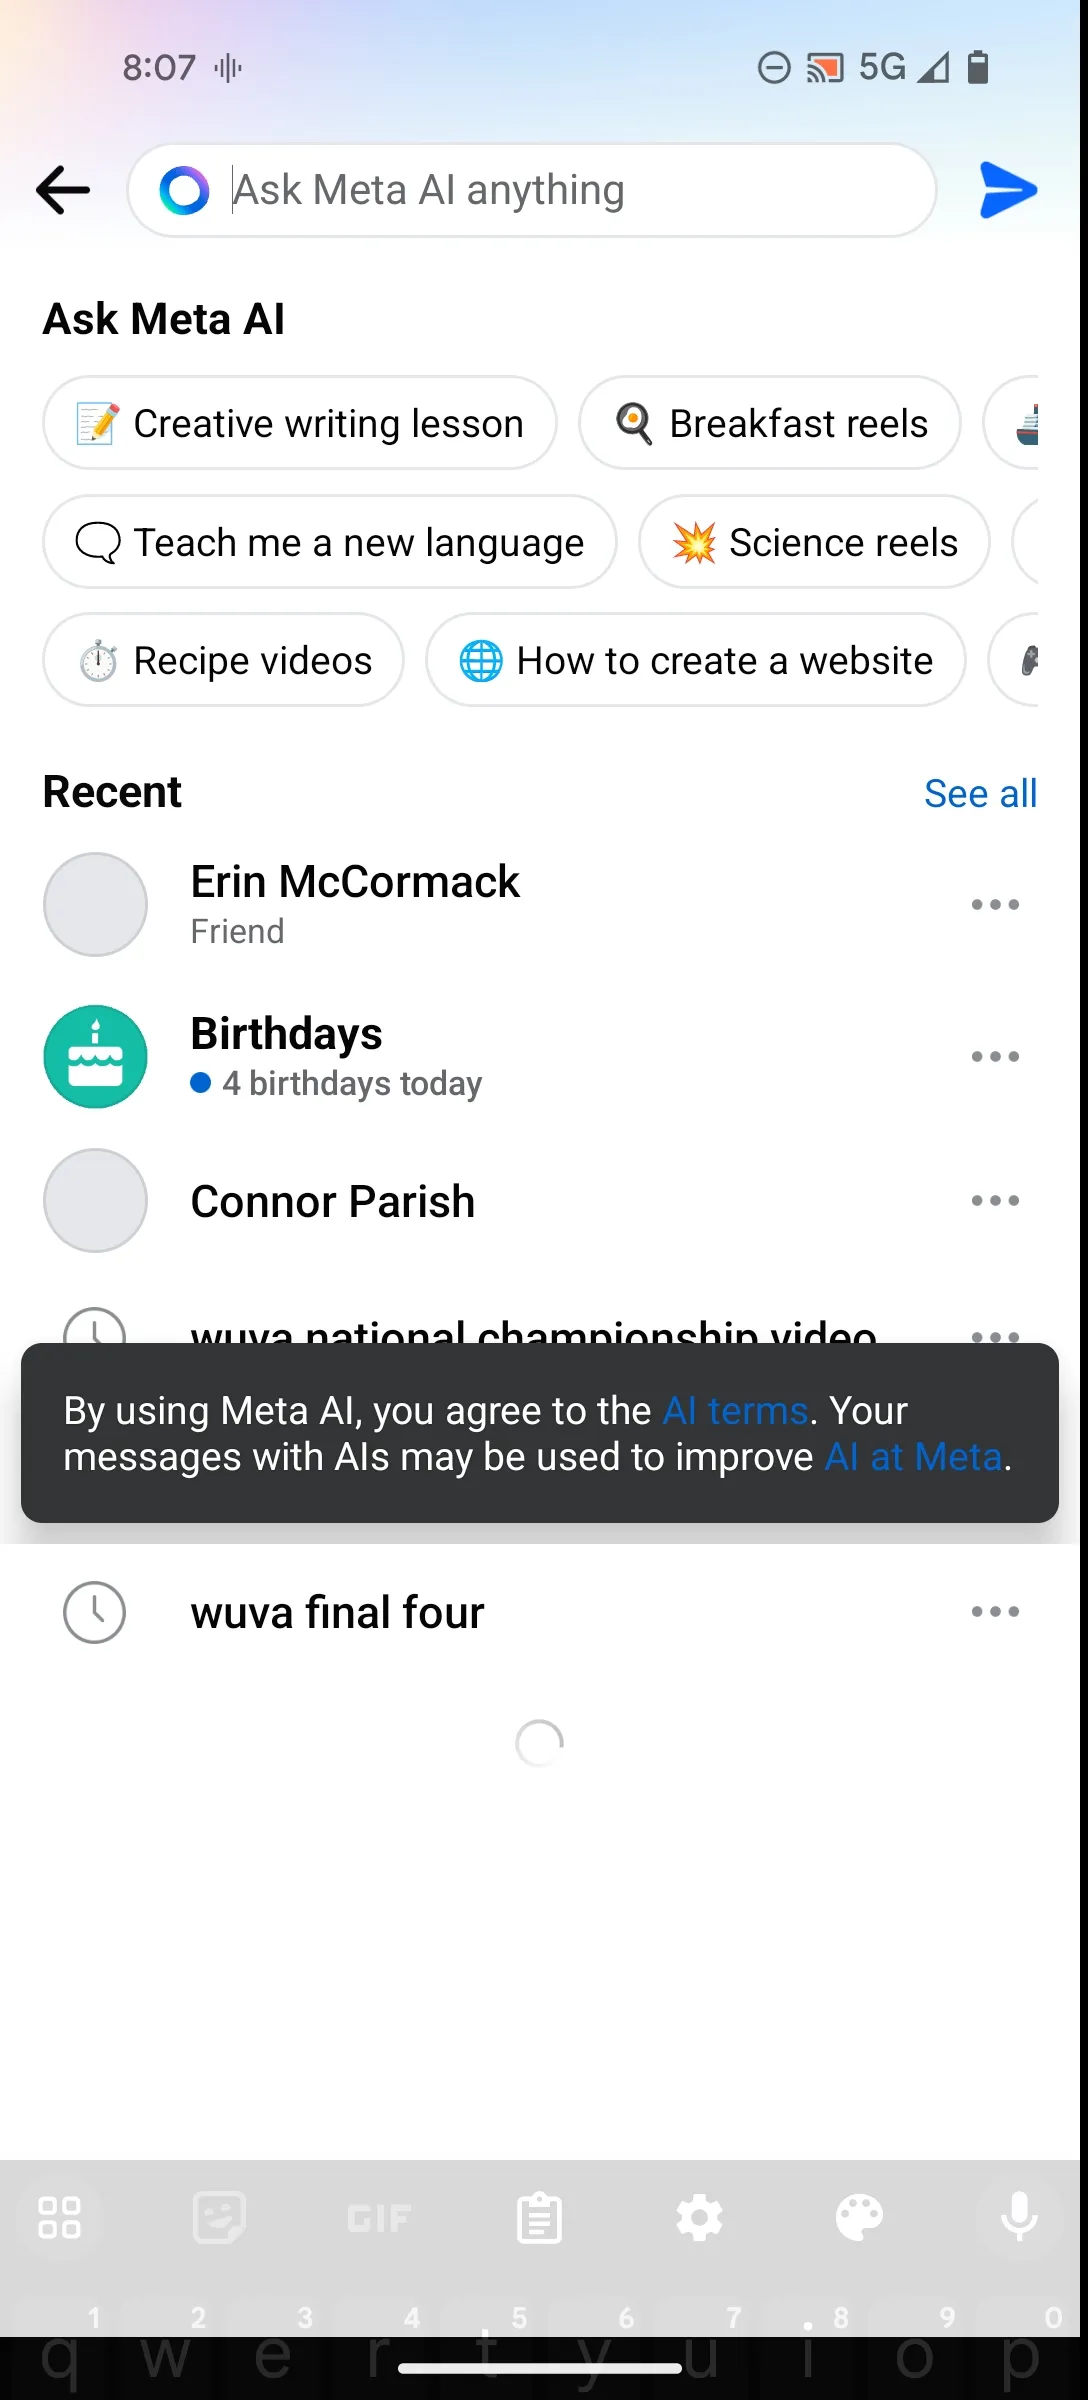 8:07
5G
Ask Meta AI anything
Ask Meta AI
Creative writing lesson
Breakfast reels
Teach me a new language
Science reels
Recipe videos
How to create a website
Recent
See all
Erin McCormack
Friend
Birthdays
4 birthdays today
Connor Parish
wuva national championship video
By using Meta AI, you agree to the AI terms. Your
messages with AIs may be used to improve AI at Meta.
wuva final four
GIF
1 2 3 4 5 6 7 8 9 0
q w e r t y u i o p